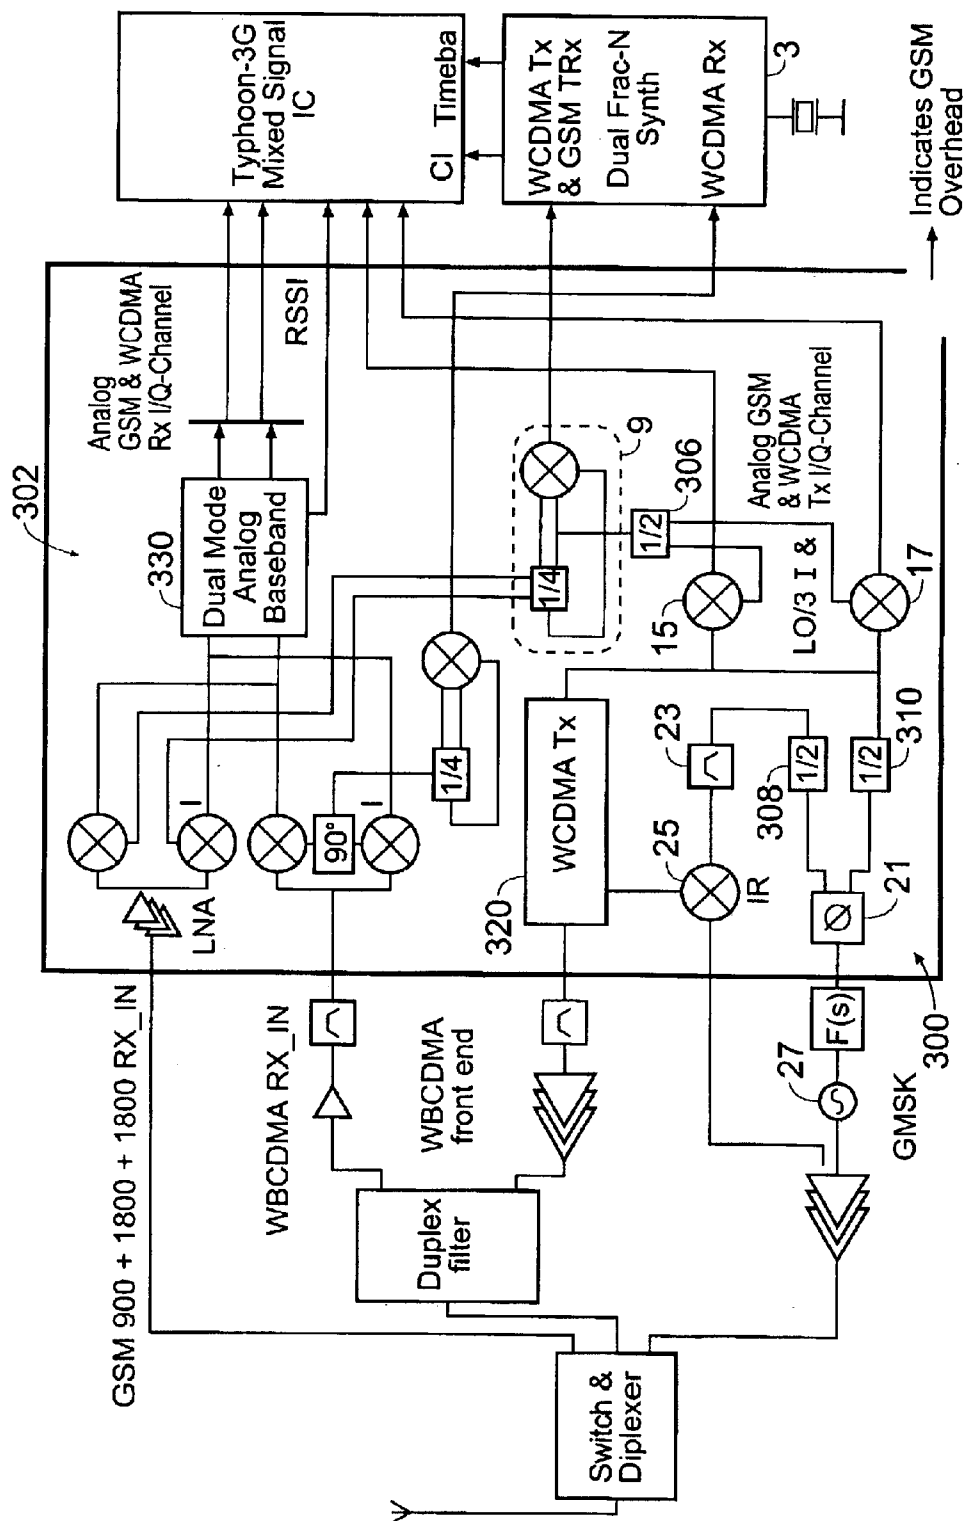 302
Typhoon-3G
Mixed Signal
IC
CI
Timeba
WCDMA Tx
& GSM TRx
Dual Frac-N
Synth
WCDMA Rx
3
Indicates GSM
Overhead
Analog
GSM & WCDMA
Rx I/Q-Channel
RSSI
330
Dual Mode
Analog
Baseband
9
1/4
306
1/2
Analog GSM
& WCDMA
Tx I/Q-Channel
15
LO/3 I &
17
I
90°
I
1/4
LNA
WCDMA Tx
320
23
25
IR
308
1/2
310
1/2
21
Ø
GSM 900 + 1800 + 1800 RX_IN
WBCDMA RX_IN
WBCDMA
front end
F(s)
27
300
GMSK
Duplex
filter
Switch &
Diplexer